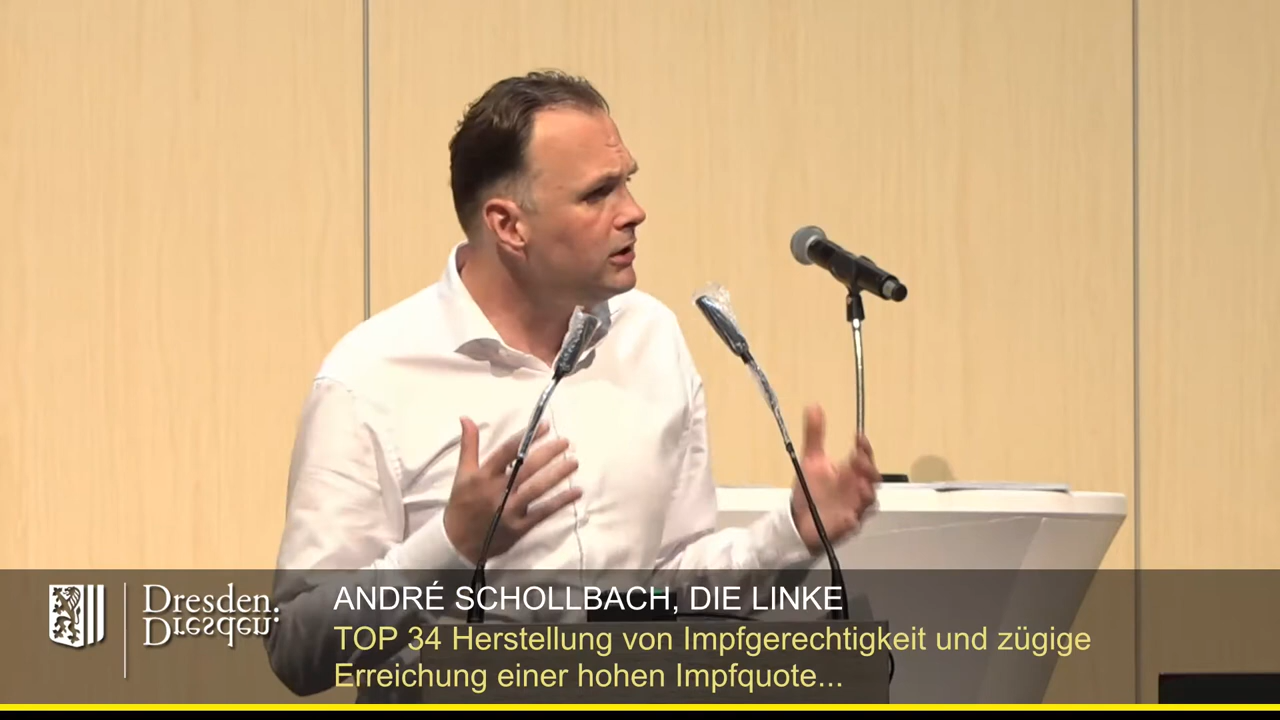 Dresden.
Dresden.
ANDRÉ SCHOLLBACH, DIE LINKE
TOP 34 Herstellung von Impfgerechtigkeit und zügige
Erreichung einer hohen Impfquote...